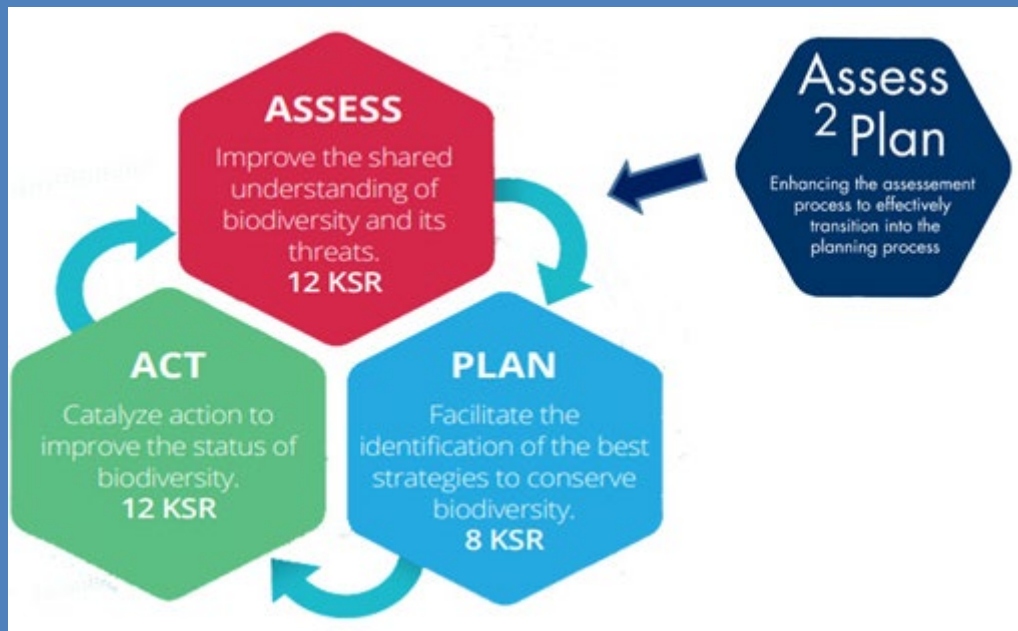 ASSESS
Improve the shared
understanding of
biodiversity and its
threats.
12 KSR
Assess
2 Plan
Enhancing the assessement
process to effectively
transition into the
planning process
ACT
Catalyze action to
improve the status of
biodiversity.
12 KSR
PLAN
Facilitate the
identification of the best
strategies to conserve
biodiversity.
8 KSR